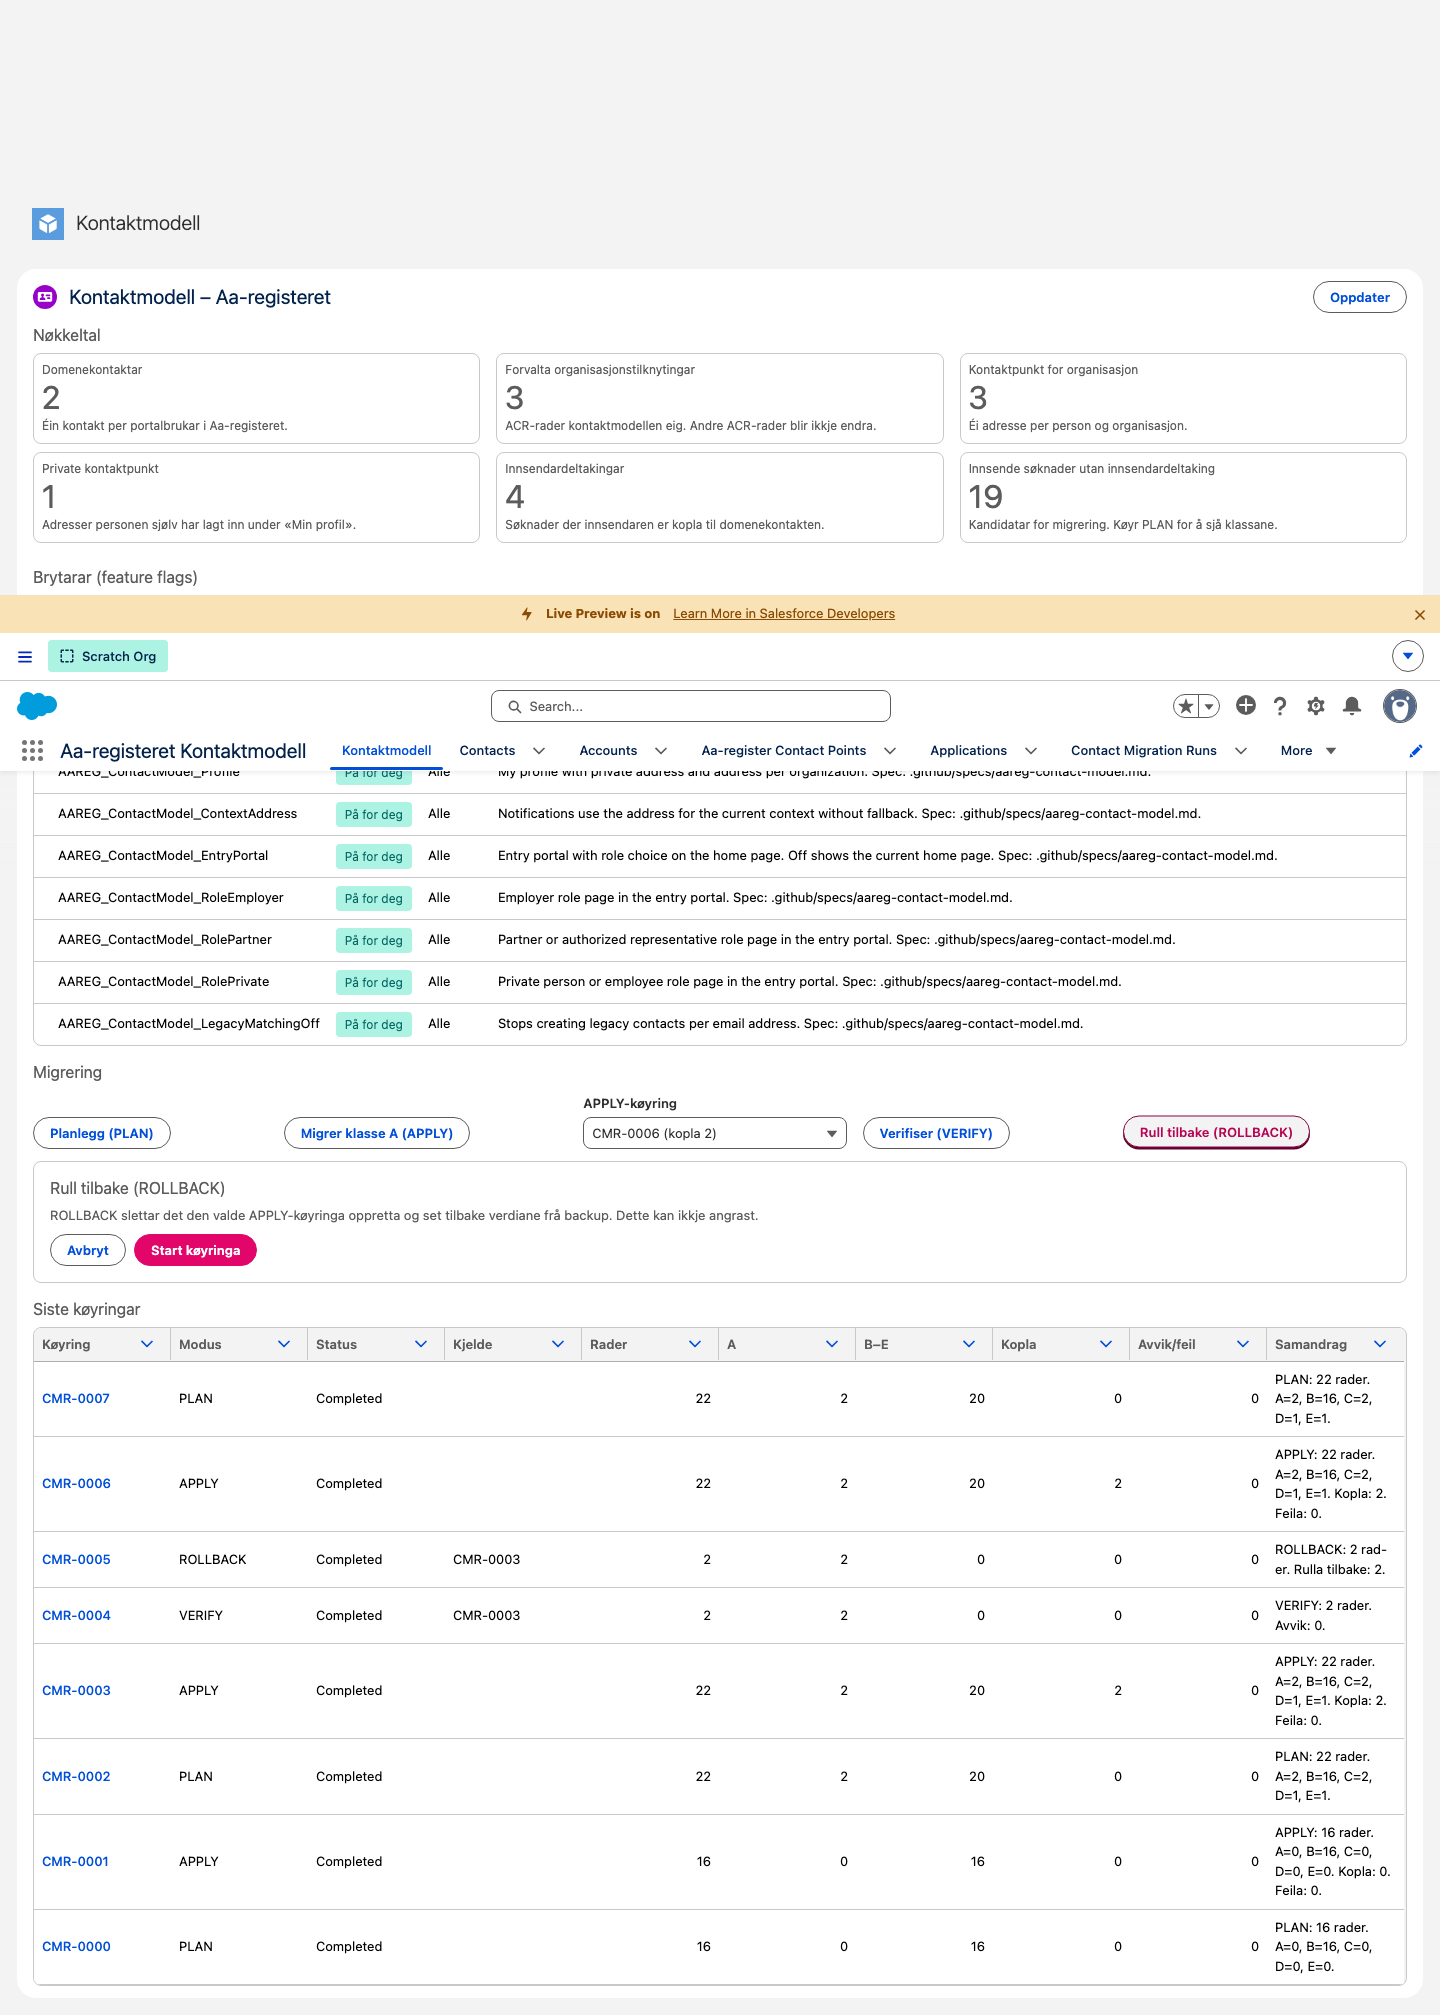 Kontaktmodell
Kontaktmodell – Aa-registeret
Oppdater
Nøkkeltal
Domenekontaktar
2
Éin kontakt per portalbrukar i Aa-registeret.
Forvalta organisasjonstilknytingar
3
ACR-rader kontaktmodellen eig. Andre ACR-rader blir ikkje endra.
Kontaktpunkt for organisasjon
3
Éi adresse per person og organisasjon.
Private kontaktpunkt
1
Adresser personen sjølv har lagt inn under «Min profil».
Innsendardeltakingar
4
Søknader der innsendaren er kopla til domenekontakten.
Innsende søknader utan innsendardeltaking
19
Kandidatar for migrering. Køyr PLAN for å sjå klassane.
Brytarar (feature flags)
Live Preview is on Learn More in Salesforce Developers
Scratch Org
Search...
Aa-registeret Kontaktmodell
Kontaktmodell Contacts Accounts Aa-register Contact Points Applications Contact Migration Runs More
AAREG_ContactModel_Profile På for deg Alle My profile with private address and address per organization. Spec: .github/specs/aareg-contact-model.md.
AAREG_ContactModel_ContextAddress På for deg Alle Notifications use the address for the current context without fallback. Spec: .github/specs/aareg-contact-model.md.
AAREG_ContactModel_EntryPortal På for deg Alle Entry portal with role choice on the home page. Off shows the current home page. Spec: .github/specs/aareg-contact-model.md.
AAREG_ContactModel_RoleEmployer På for deg Alle Employer role page in the entry portal. Spec: .github/specs/aareg-contact-model.md.
AAREG_ContactModel_RolePartner På for deg Alle Partner or authorized representative role page in the entry portal. Spec: .github/specs/aareg-contact-model.md.
AAREG_ContactModel_RolePrivate På for deg Alle Private person or employee role page in the entry portal. Spec: .github/specs/aareg-contact-model.md.
AAREG_ContactModel_LegacyMatchingOff På for deg Alle Stops creating legacy contacts per email address. Spec: .github/specs/aareg-contact-model.md.
Migrering
APPLY-køyring
Planlegg (PLAN) Migrer klasse A (APPLY) CMR-0006 (kopla 2) Verifiser (VERIFY) Rull tilbake (ROLLBACK)
Rull tilbake (ROLLBACK)
ROLLBACK slettar det den valde APPLY-køyringa oppretta og set tilbake verdiane frå backup. Dette kan ikkje angrast.
Avbryt Start køyringa
Siste køyringar
Køyring Modus Status Kjelde Rader A B–E Kopla Avvik/feil Samandrag
CMR-0007 PLAN Completed 22 2 20 0 0 PLAN: 22 rader.
A=2, B=16, C=2,
D=1, E=1.
CMR-0006 APPLY Completed 22 2 20 2 0 APPLY: 22 rader.
A=2, B=16, C=2,
D=1, E=1. Kopla: 2.
Feila: 0.
CMR-0005 ROLLBACK Completed CMR-0003 2 2 0 0 0 ROLLBACK: 2 rad-
er. Rulla tilbake: 2.
CMR-0004 VERIFY Completed CMR-0003 2 2 0 0 0 VERIFY: 2 rader.
Avvik: 0.
CMR-0003 APPLY Completed 22 2 20 2 0 APPLY: 22 rader.
A=2, B=16, C=2,
D=1, E=1. Kopla: 2.
Feila: 0.
CMR-0002 PLAN Completed 22 2 20 0 0 PLAN: 22 rader.
A=2, B=16, C=2,
D=1, E=1.
CMR-0001 APPLY Completed 16 0 16 0 0 APPLY: 16 rader.
A=0, B=16, C=0,
D=0, E=0. Kopla: 0.
Feila: 0.
CMR-0000 PLAN Completed 16 0 16 0 0 PLAN: 16 rader.
A=0, B=16, C=0,
D=0, E=0.